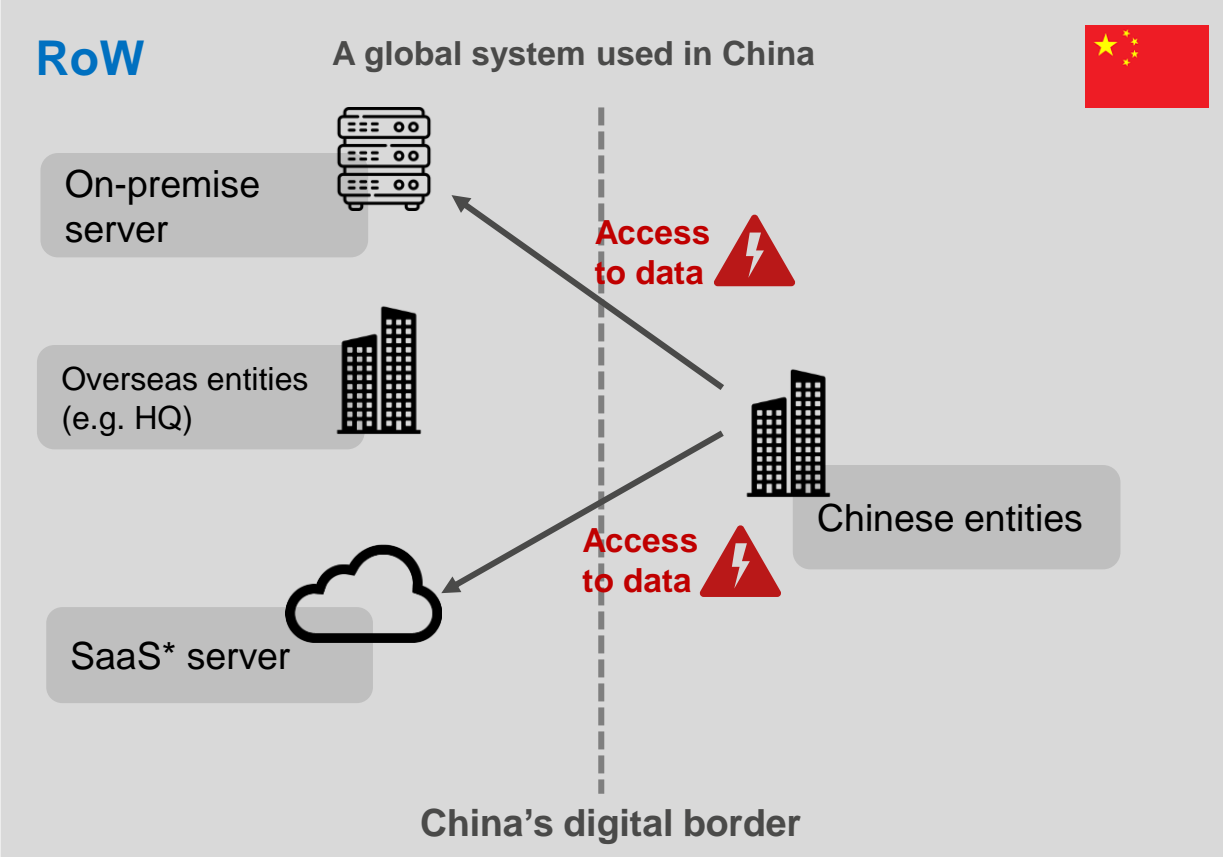 RoW
A global system used in China
On-premise
server
Access
to data
Overseas entities
(e.g. HQ)
Chinese entities
Access
to data
SaaS* server
China’s digital border